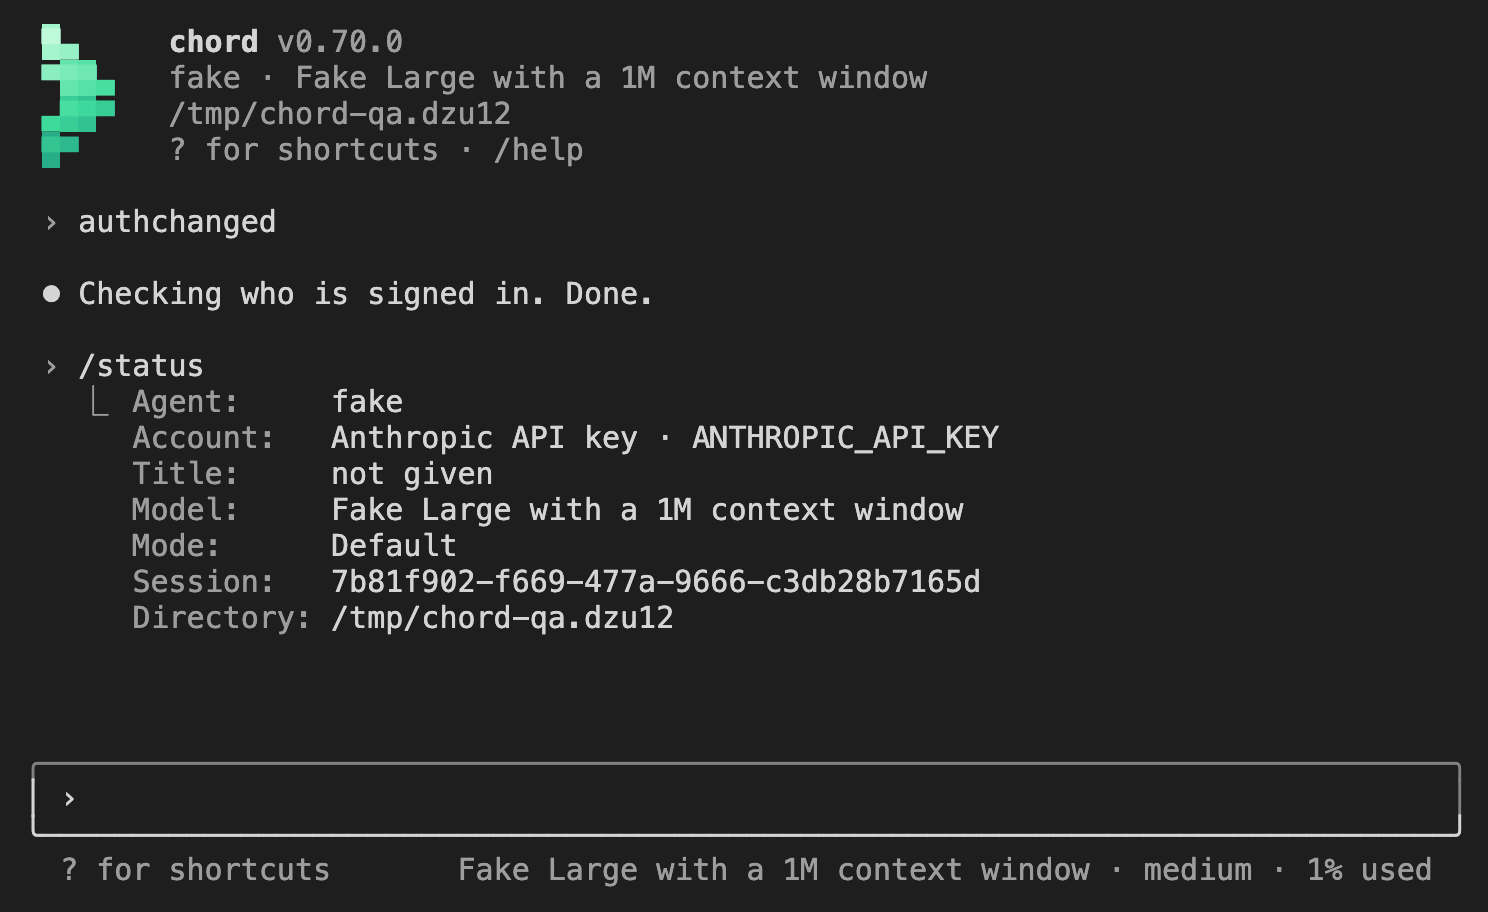 chord v0.70.0
fake · Fake Large with a 1M context window
/tmp/chord-qa.dzu12
? for shortcuts · /help
› authchanged
● Checking who is signed in. Done.
› /status
Agent: fake
Account: Anthropic API key · ANTHROPIC_API_KEY
Title: not given
Model: Fake Large with a 1M context window
Mode: Default
Session: 7b81f902-f669-477a-9666-c3db28b7165d
Directory: /tmp/chord-qa.dzu12
›
? for shortcuts Fake Large with a 1M context window · medium · 1% used